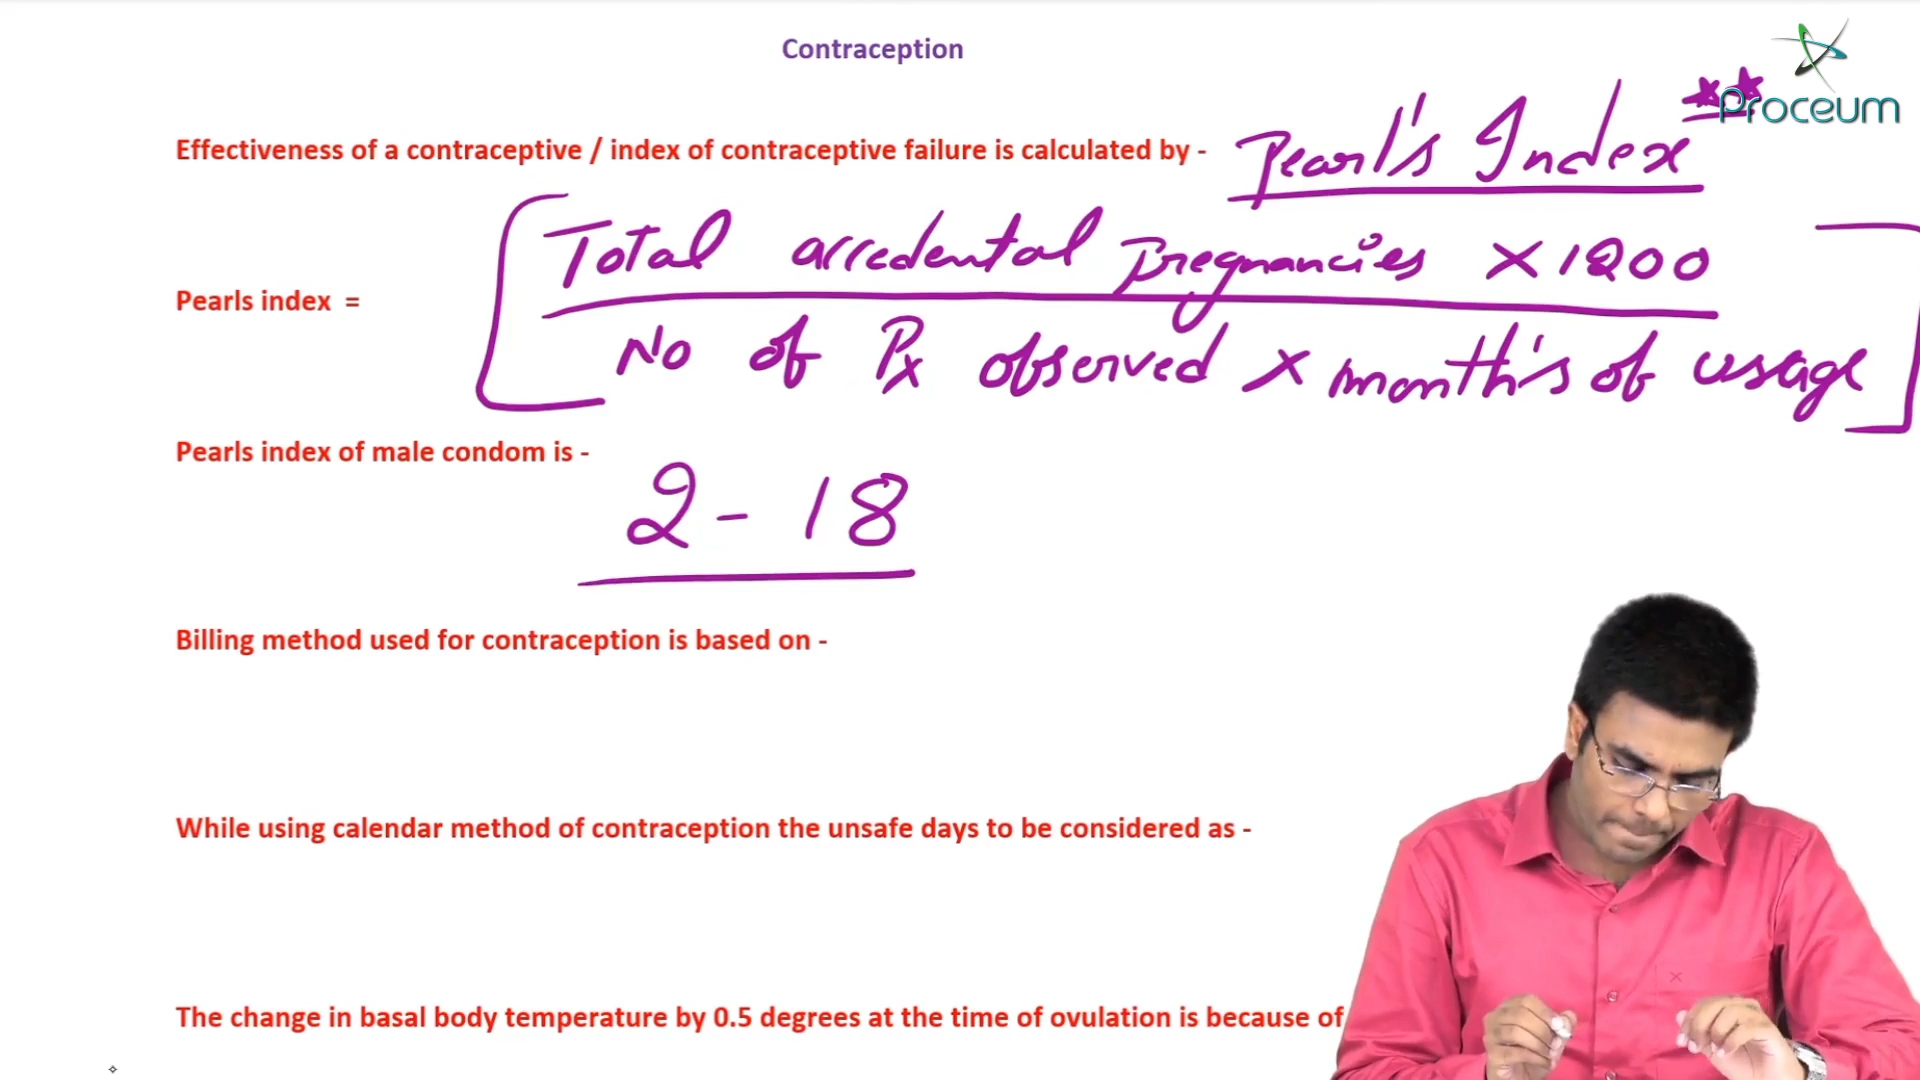 Contraception
Proceum
Effectiveness of a contraceptive / index of contraceptive failure is calculated by - Pearl's Index
Total accedental pregnancies X 1200
Pearls index =
No of Px observed X month's of usage
Pearls index of male condom is -
2 - 18
Billing method used for contraception is based on -
While using calendar method of contraception the unsafe days to be considered as -
The change in basal body temperature by 0.5 degrees at the time of ovulation is because of